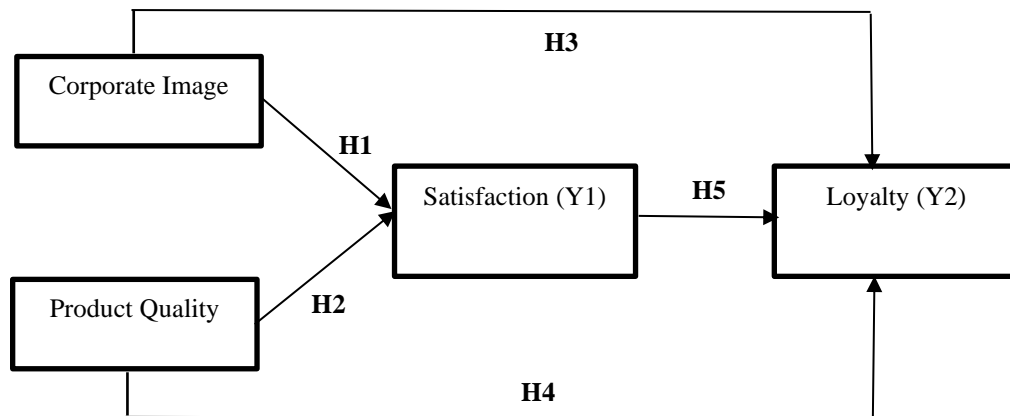 H3
Corporate Image
H1
Satisfaction (Y1)
H5
Loyalty (Y2)
Product Quality
H2
H4